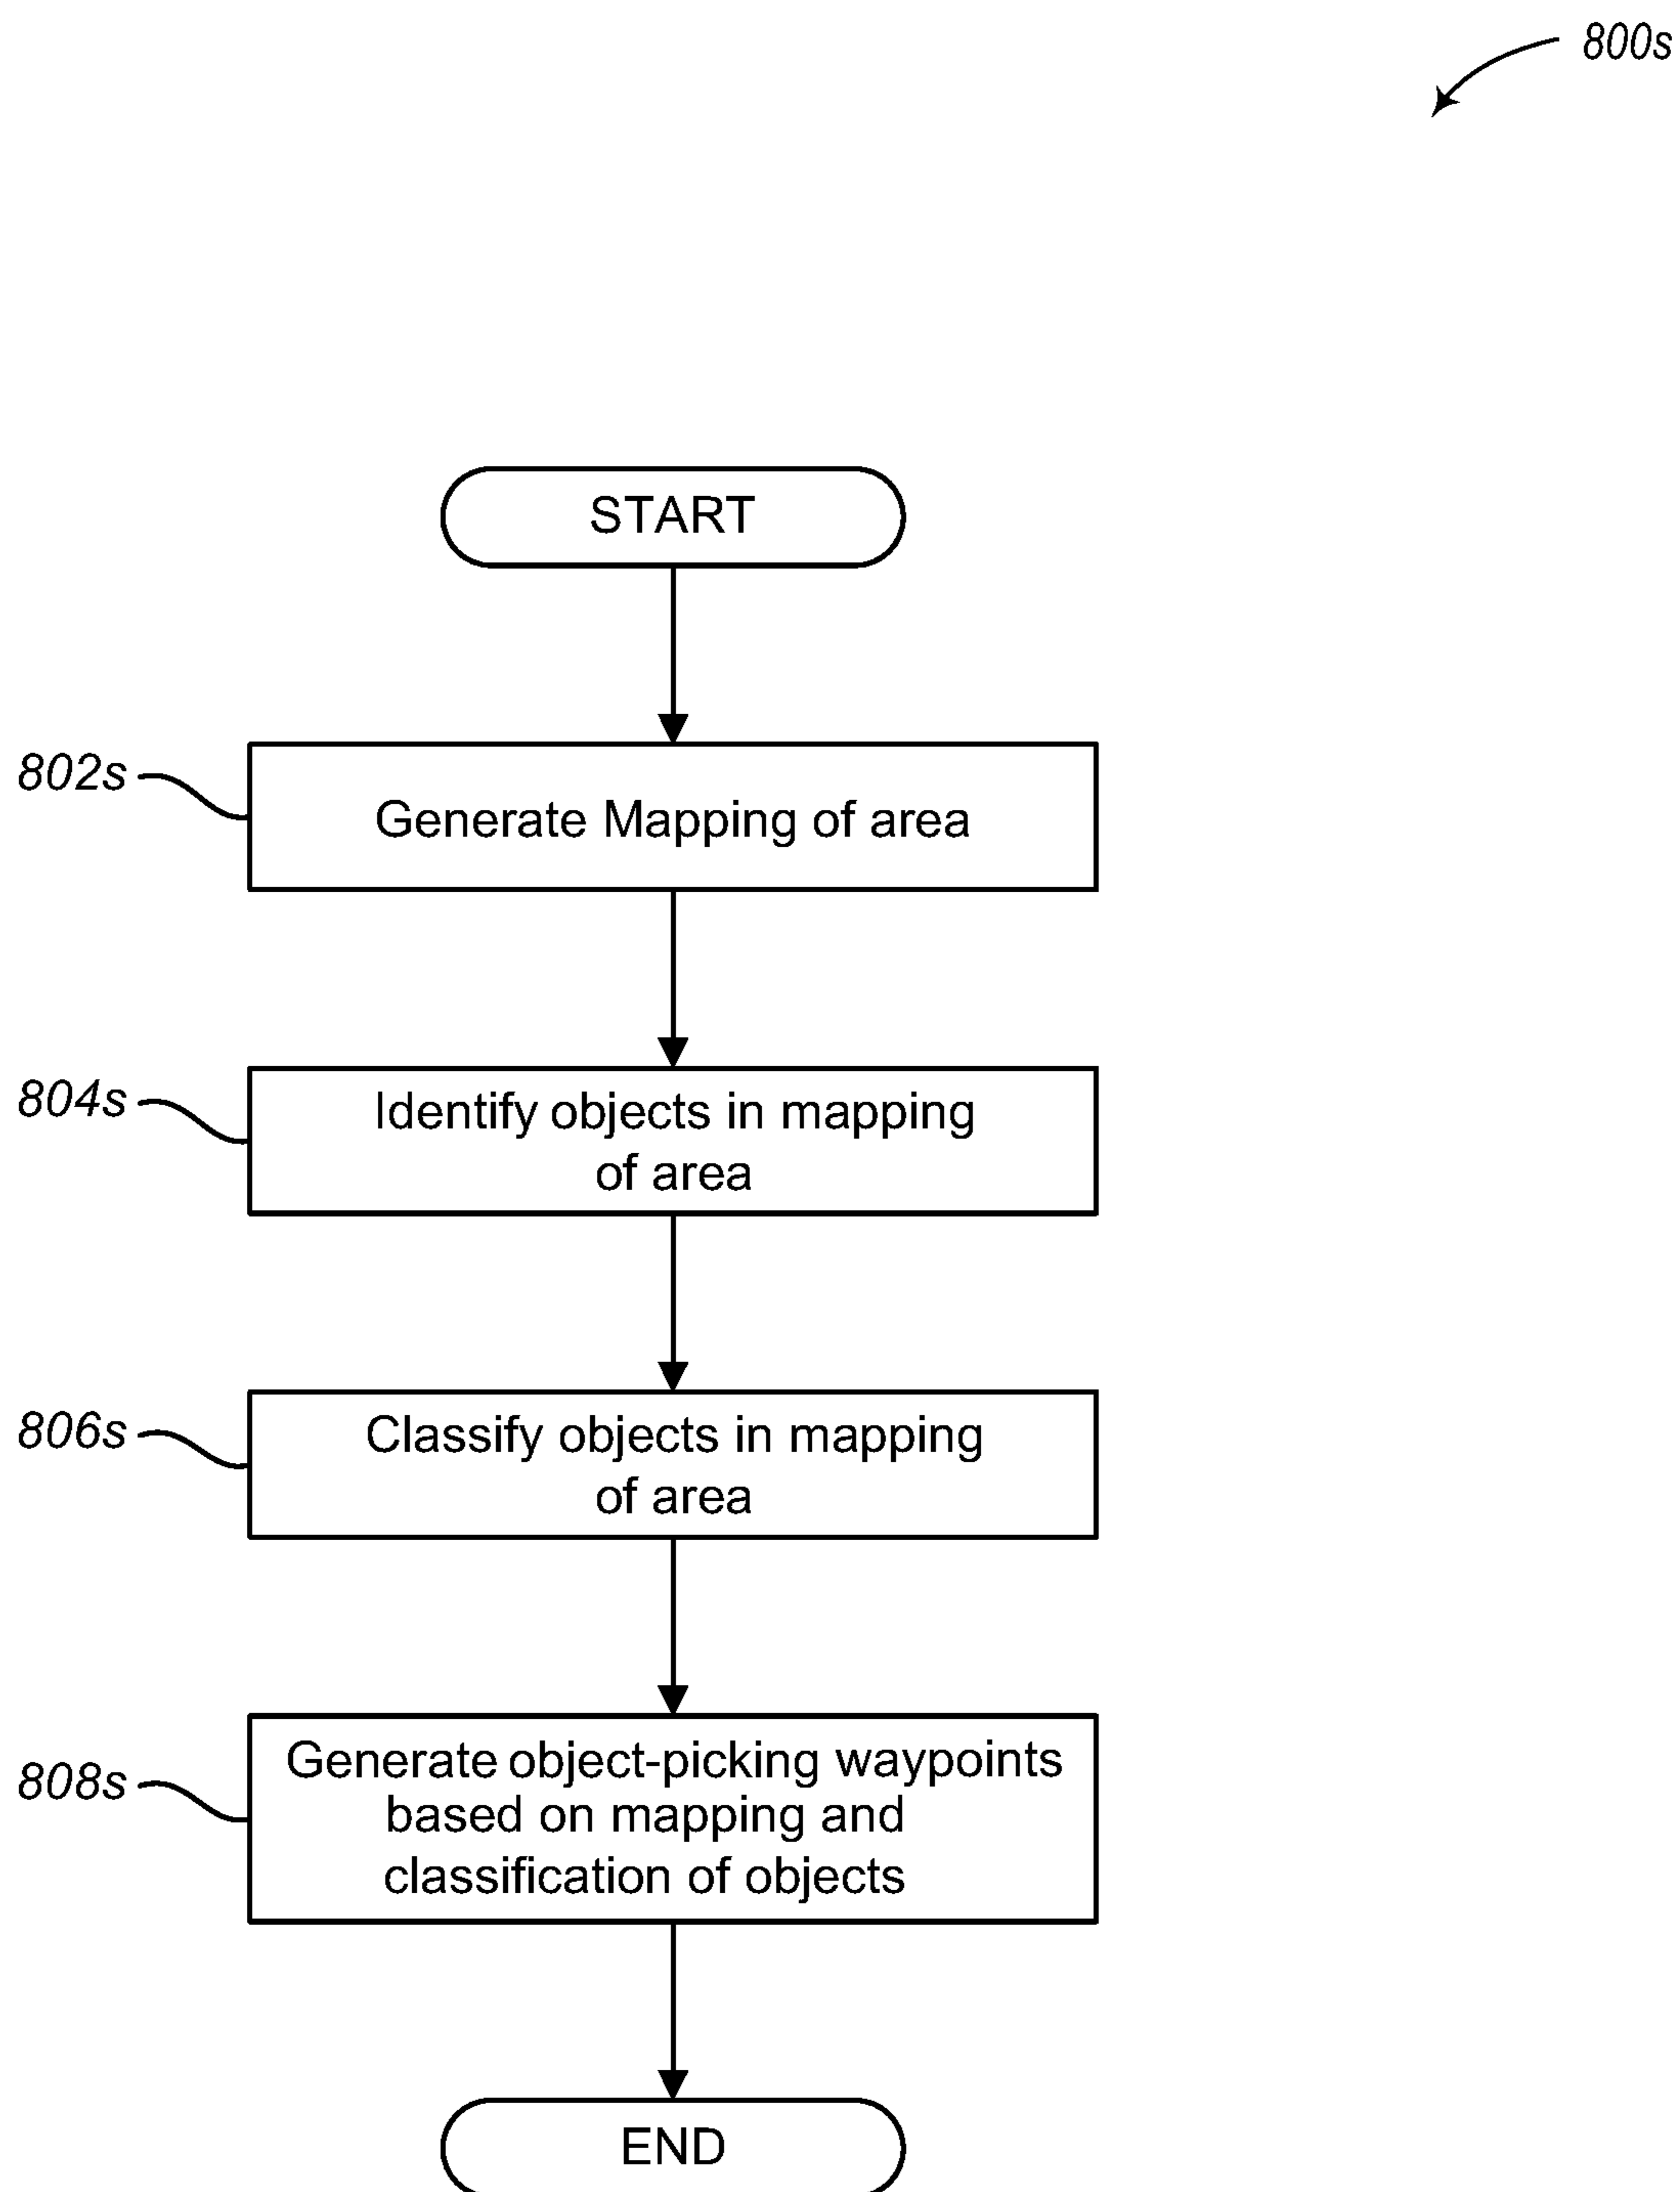 800s
START
802s
Generate Mapping of area
804s
Identify objects in mapping
of area
806s
Classify objects in mapping
of area
808s
Generate object-picking waypoints
based on mapping and
classification of objects
END